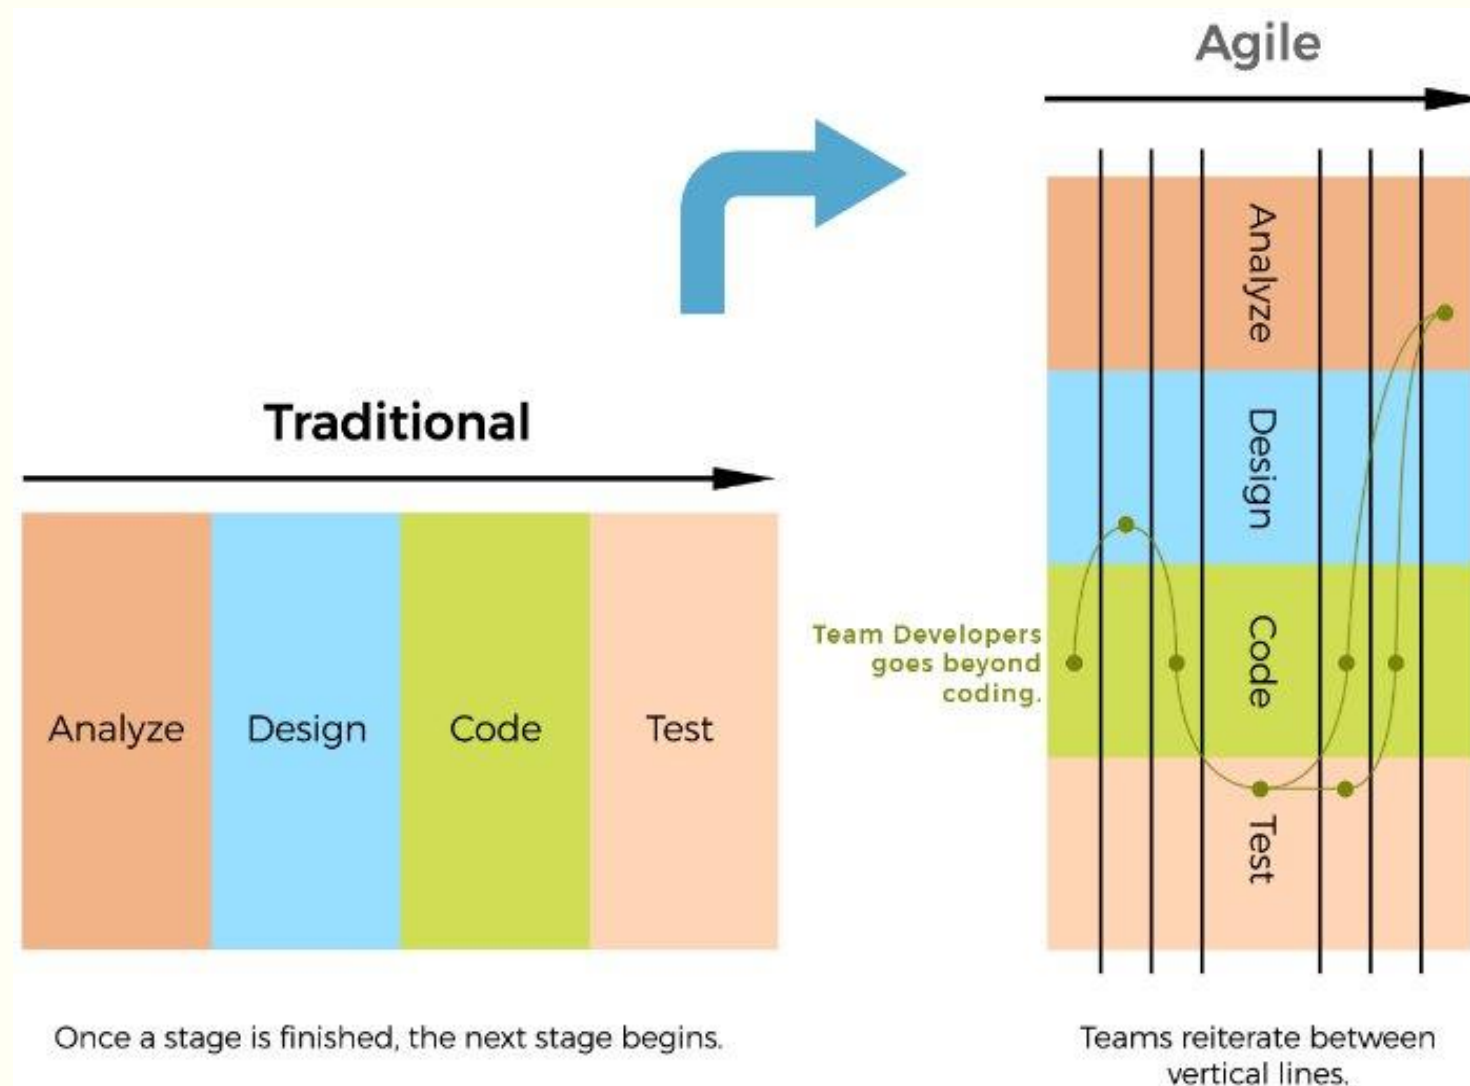 Agile
Traditional
Analyze
Design
Code
Test
Once a stage is finished, the next stage begins.
Analyze
Design
Team Developers
goes beyond
coding.
Code
Test
Teams reiterate between
vertical lines.